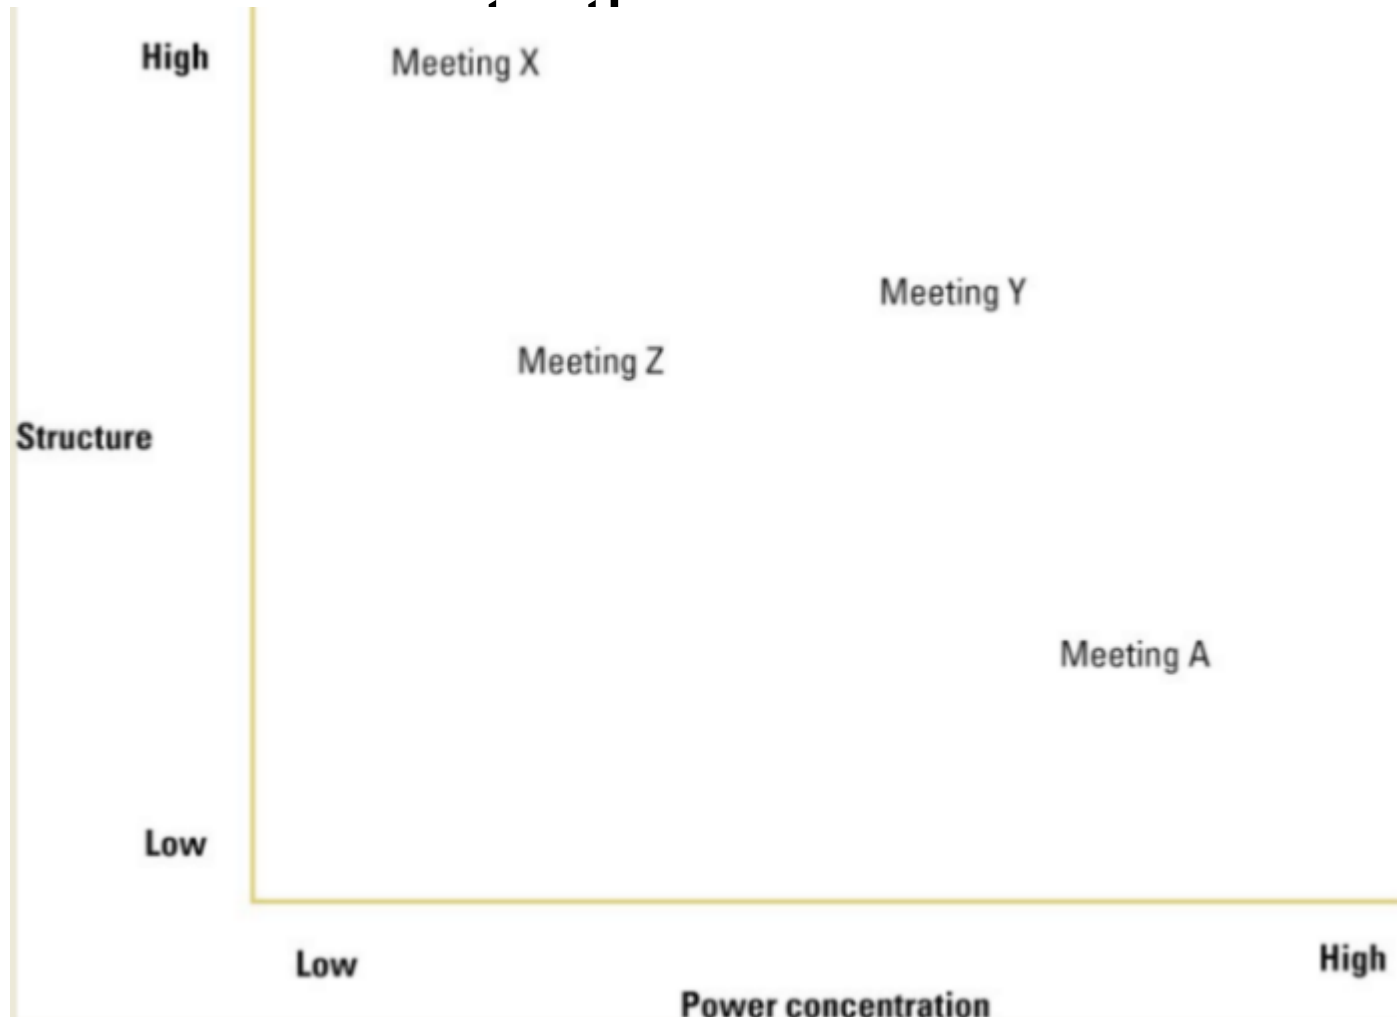 High
Meeting X
Meeting Y
Meeting Z
Structure
Meeting A
Low
Low
High
Power concentration